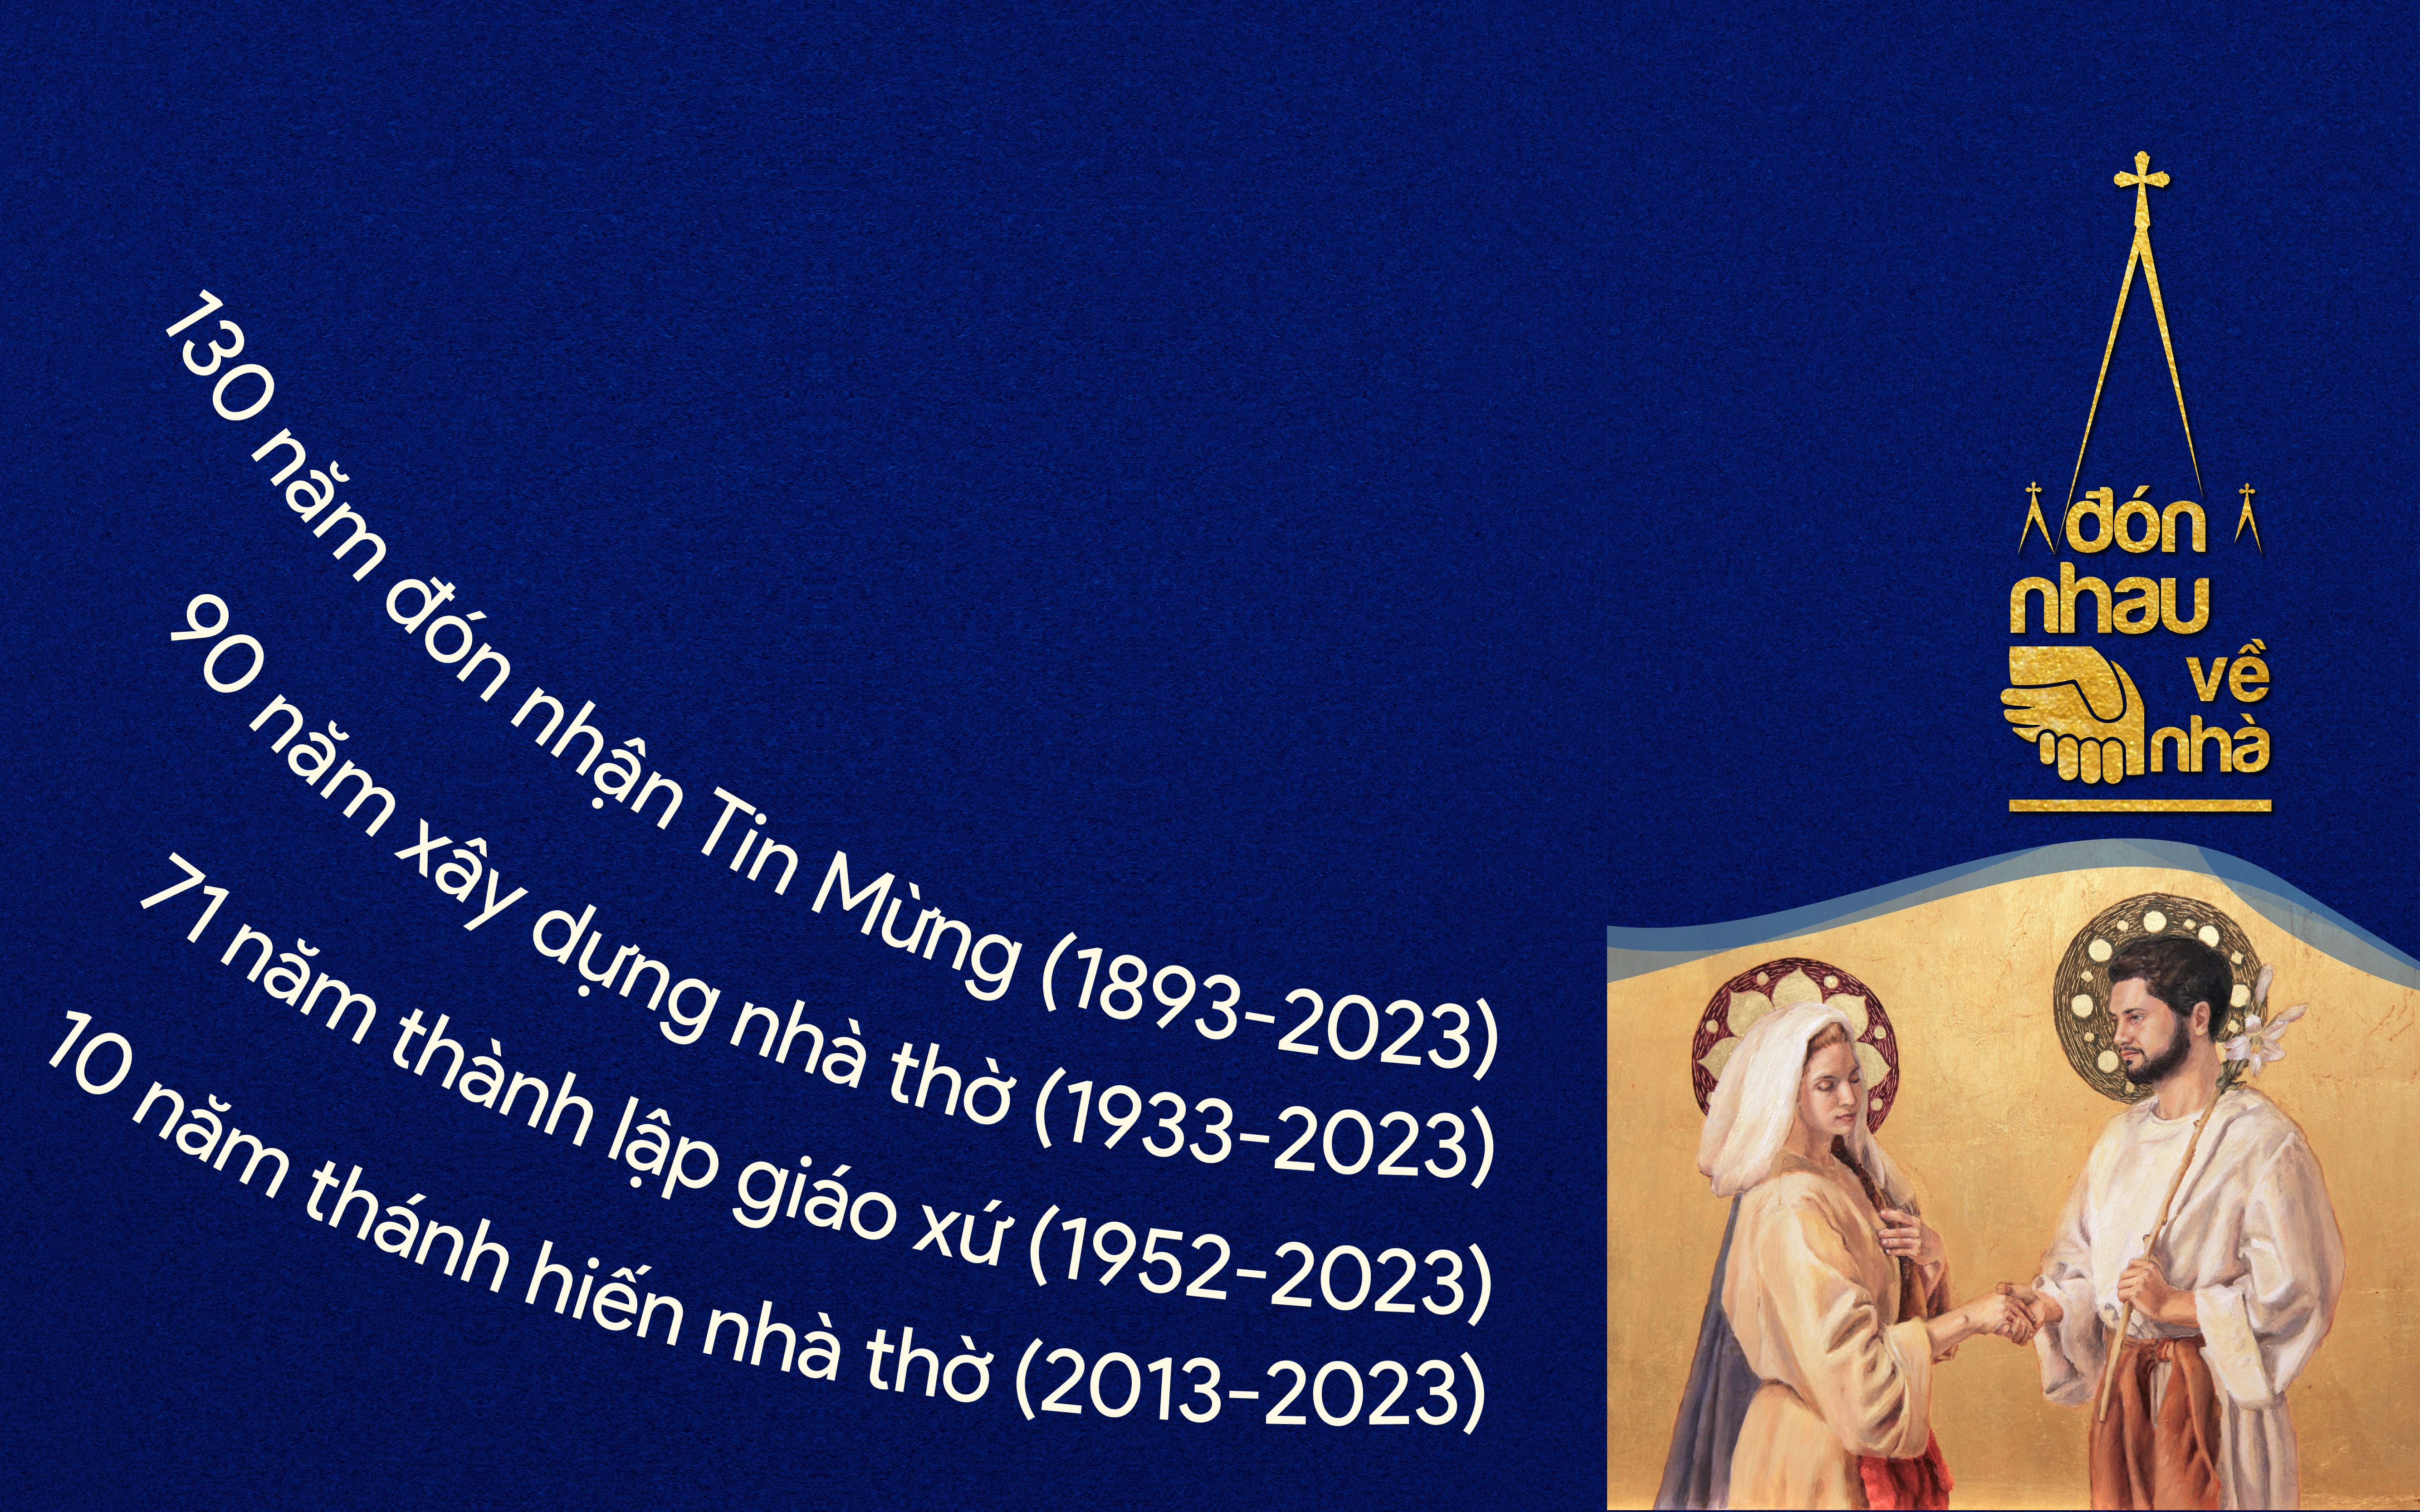 130 năm đón nhận Tin Mừng (1893-2023)
90 năm xây dựng nhà thờ (1933-2023)
71 năm thành lập giáo xứ (1952-2023)
10 năm thánh hiến nhà thờ (2013-2023)
đón
nhau
về
nhà